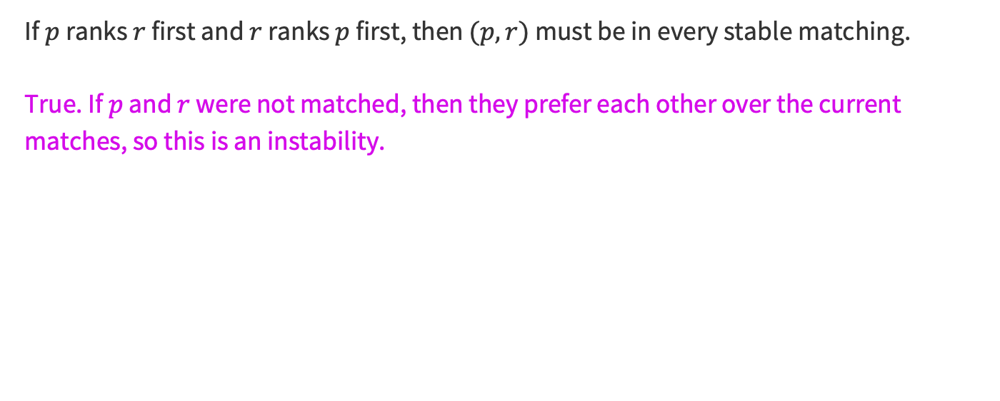 If p ranks r first and r ranks p first, then (p, r) must be in every stable matching.
True. If p and r were not matched, then they prefer each other over the current
matches, so this is an instability.